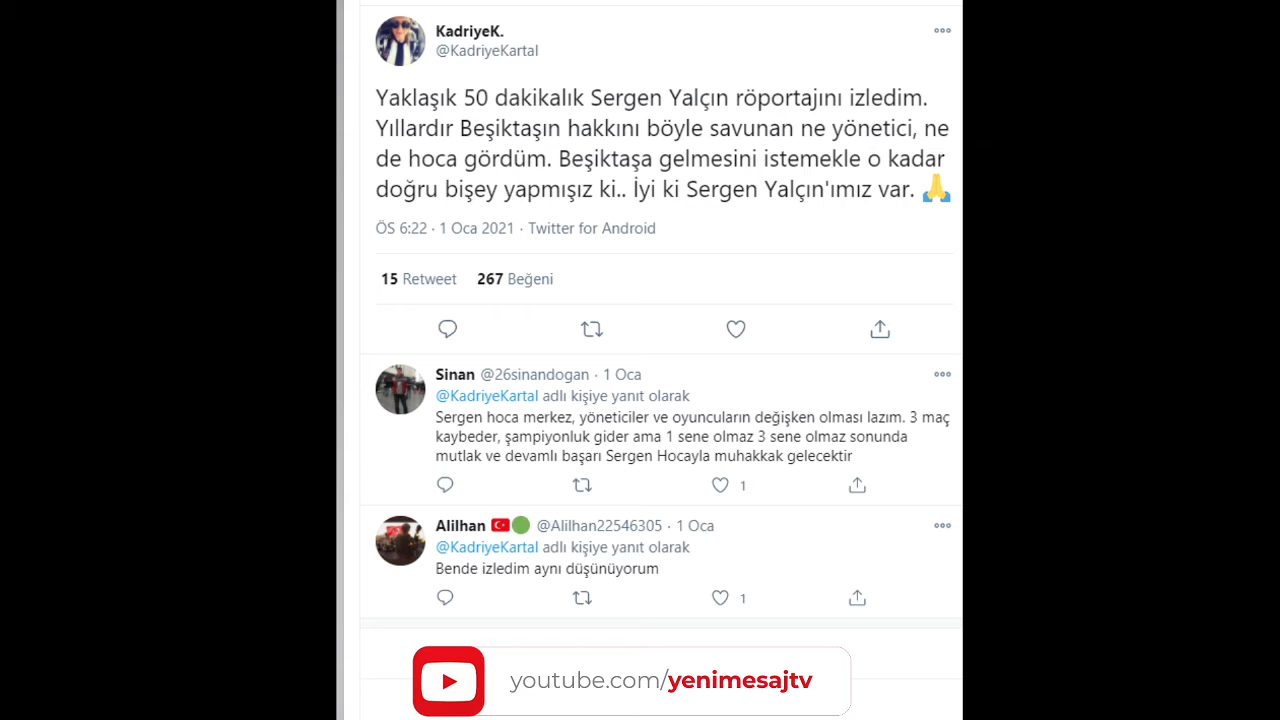 KadriyeK.
@KadriyeKartal
Yaklaşık 50 dakikalık Sergen Yalçın röportajını izledim.
Yıllardır Beşiktaşın hakkını böyle savunan ne yönetici, ne
de hoca gördüm. Beşiktaşa gelmesini istemekle o kadar
doğru bişey yapmışız ki.. İyi ki Sergen Yalçın'ımız var. 🙏
ÖS 6:22 · 1 Oca 2021 · Twitter for Android
15 Retweet 267 Beğeni
Sinan @26sinandogan · 1 Oca
@KadriyeKartal adlı kişiye yanıt olarak
Sergen hoca merkez, yöneticiler ve oyuncuların değişken olması lazım. 3 maç
kaybeder, şampiyonluk gider ama 1 sene olmaz 3 sene olmaz sonunda
mutlak ve devamlı başarı Sergen Hocayla muhakkak gelecektir
1
Alilhan 🇹🇷🟢 @Alilhan22546305 · 1 Oca
@KadriyeKartal adlı kişiye yanıt olarak
Bende izledim aynı düşünüyorum
1
youtube.com/yenimesajtv